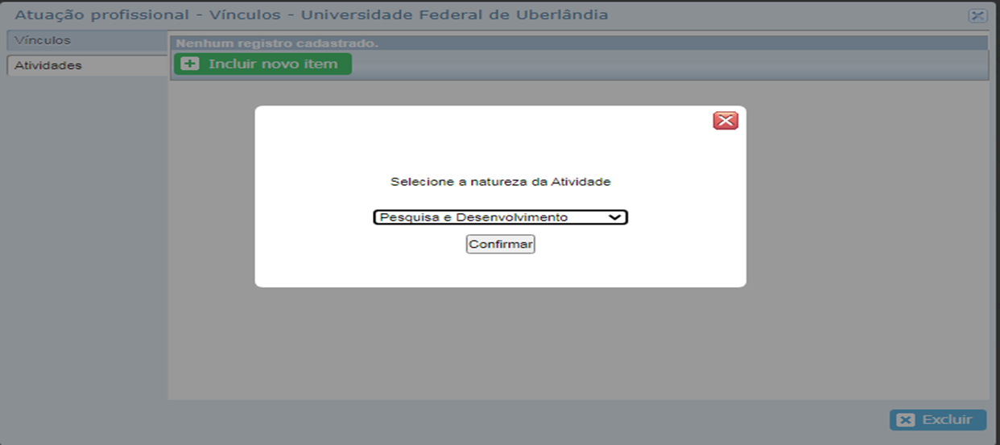 Atuação profissional - Vínculos - Universidade Federal de Uberlândia
Vínculos
Nenhum registro cadastrado.
Atividades
Incluir novo item
Selecione a natureza da Atividade
Pesquisa e Desenvolvimento
Confirmar
Excluir